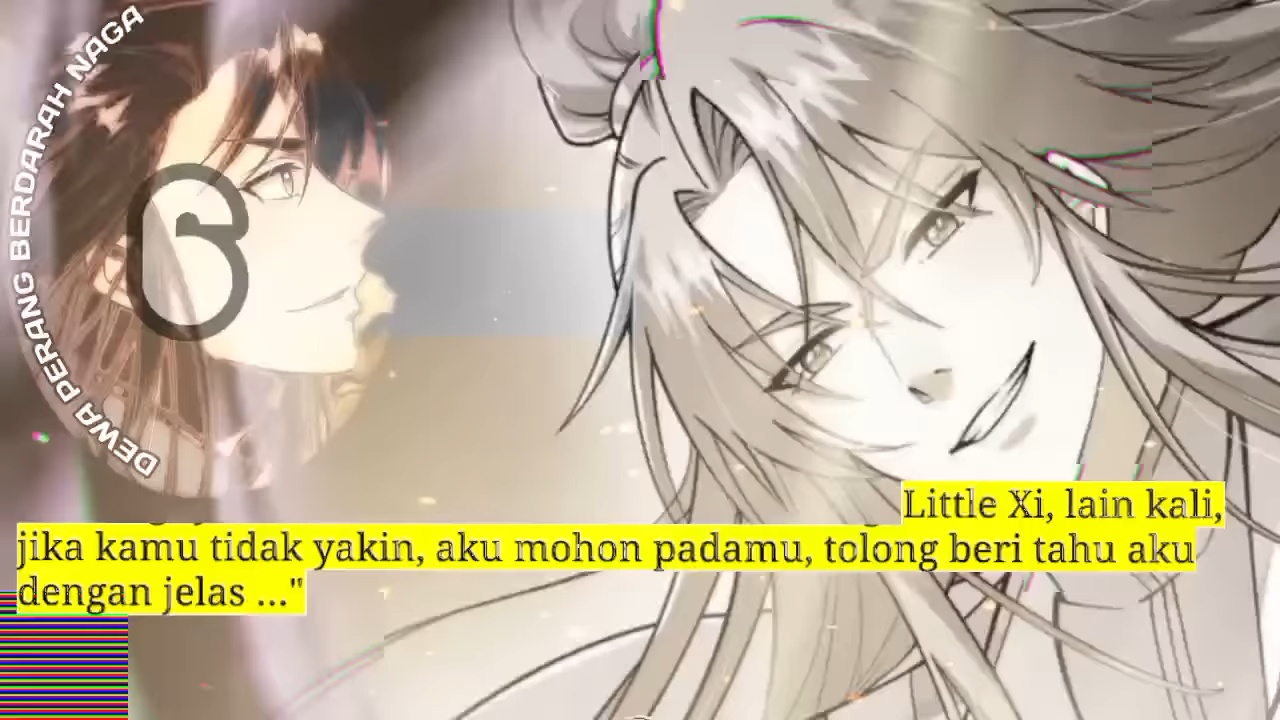 DEWA PERANG BERDARAH NAGA
6
Little Xi, lain kali,
jika kamu tidak yakin, aku mohon padamu, tolong beri tahu aku
dengan jelas ..."